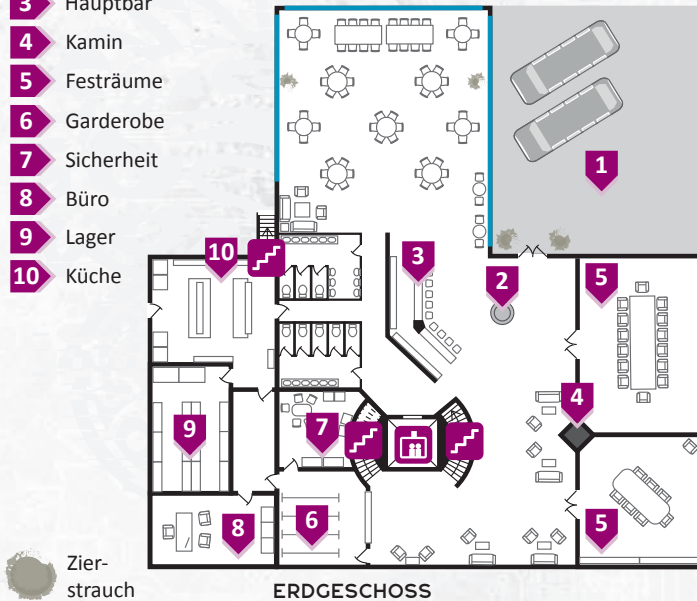 3 Hauptbar
4 Kamin
5 Festräume
6 Garderobe
7 Sicherheit
8 Büro
9 Lager
10 Küche
1
10
3
2
5
4
9
7
8
6
5
Zier-
strauch
ERDGESCHOSS